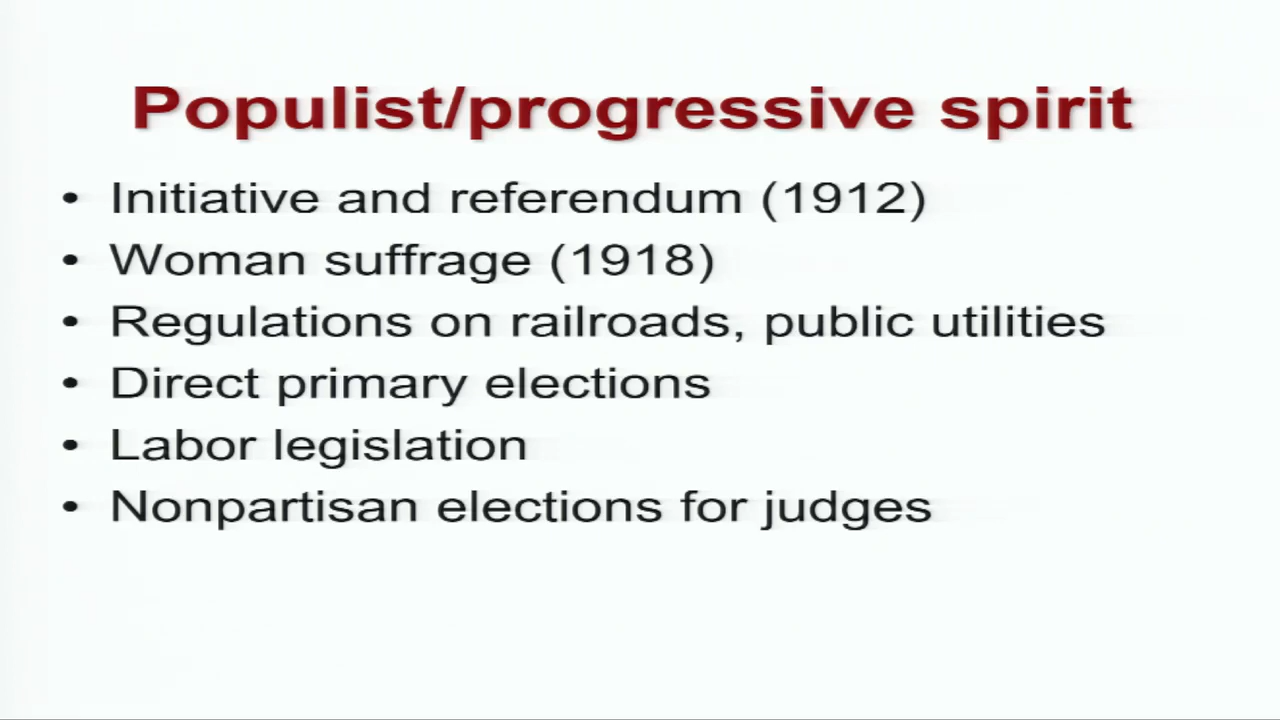 Populist/progressive spirit
• Initiative and referendum (1912)
• Woman suffrage (1918)
• Regulations on railroads, public utilities
• Direct primary elections
• Labor legislation
• Nonpartisan elections for judges